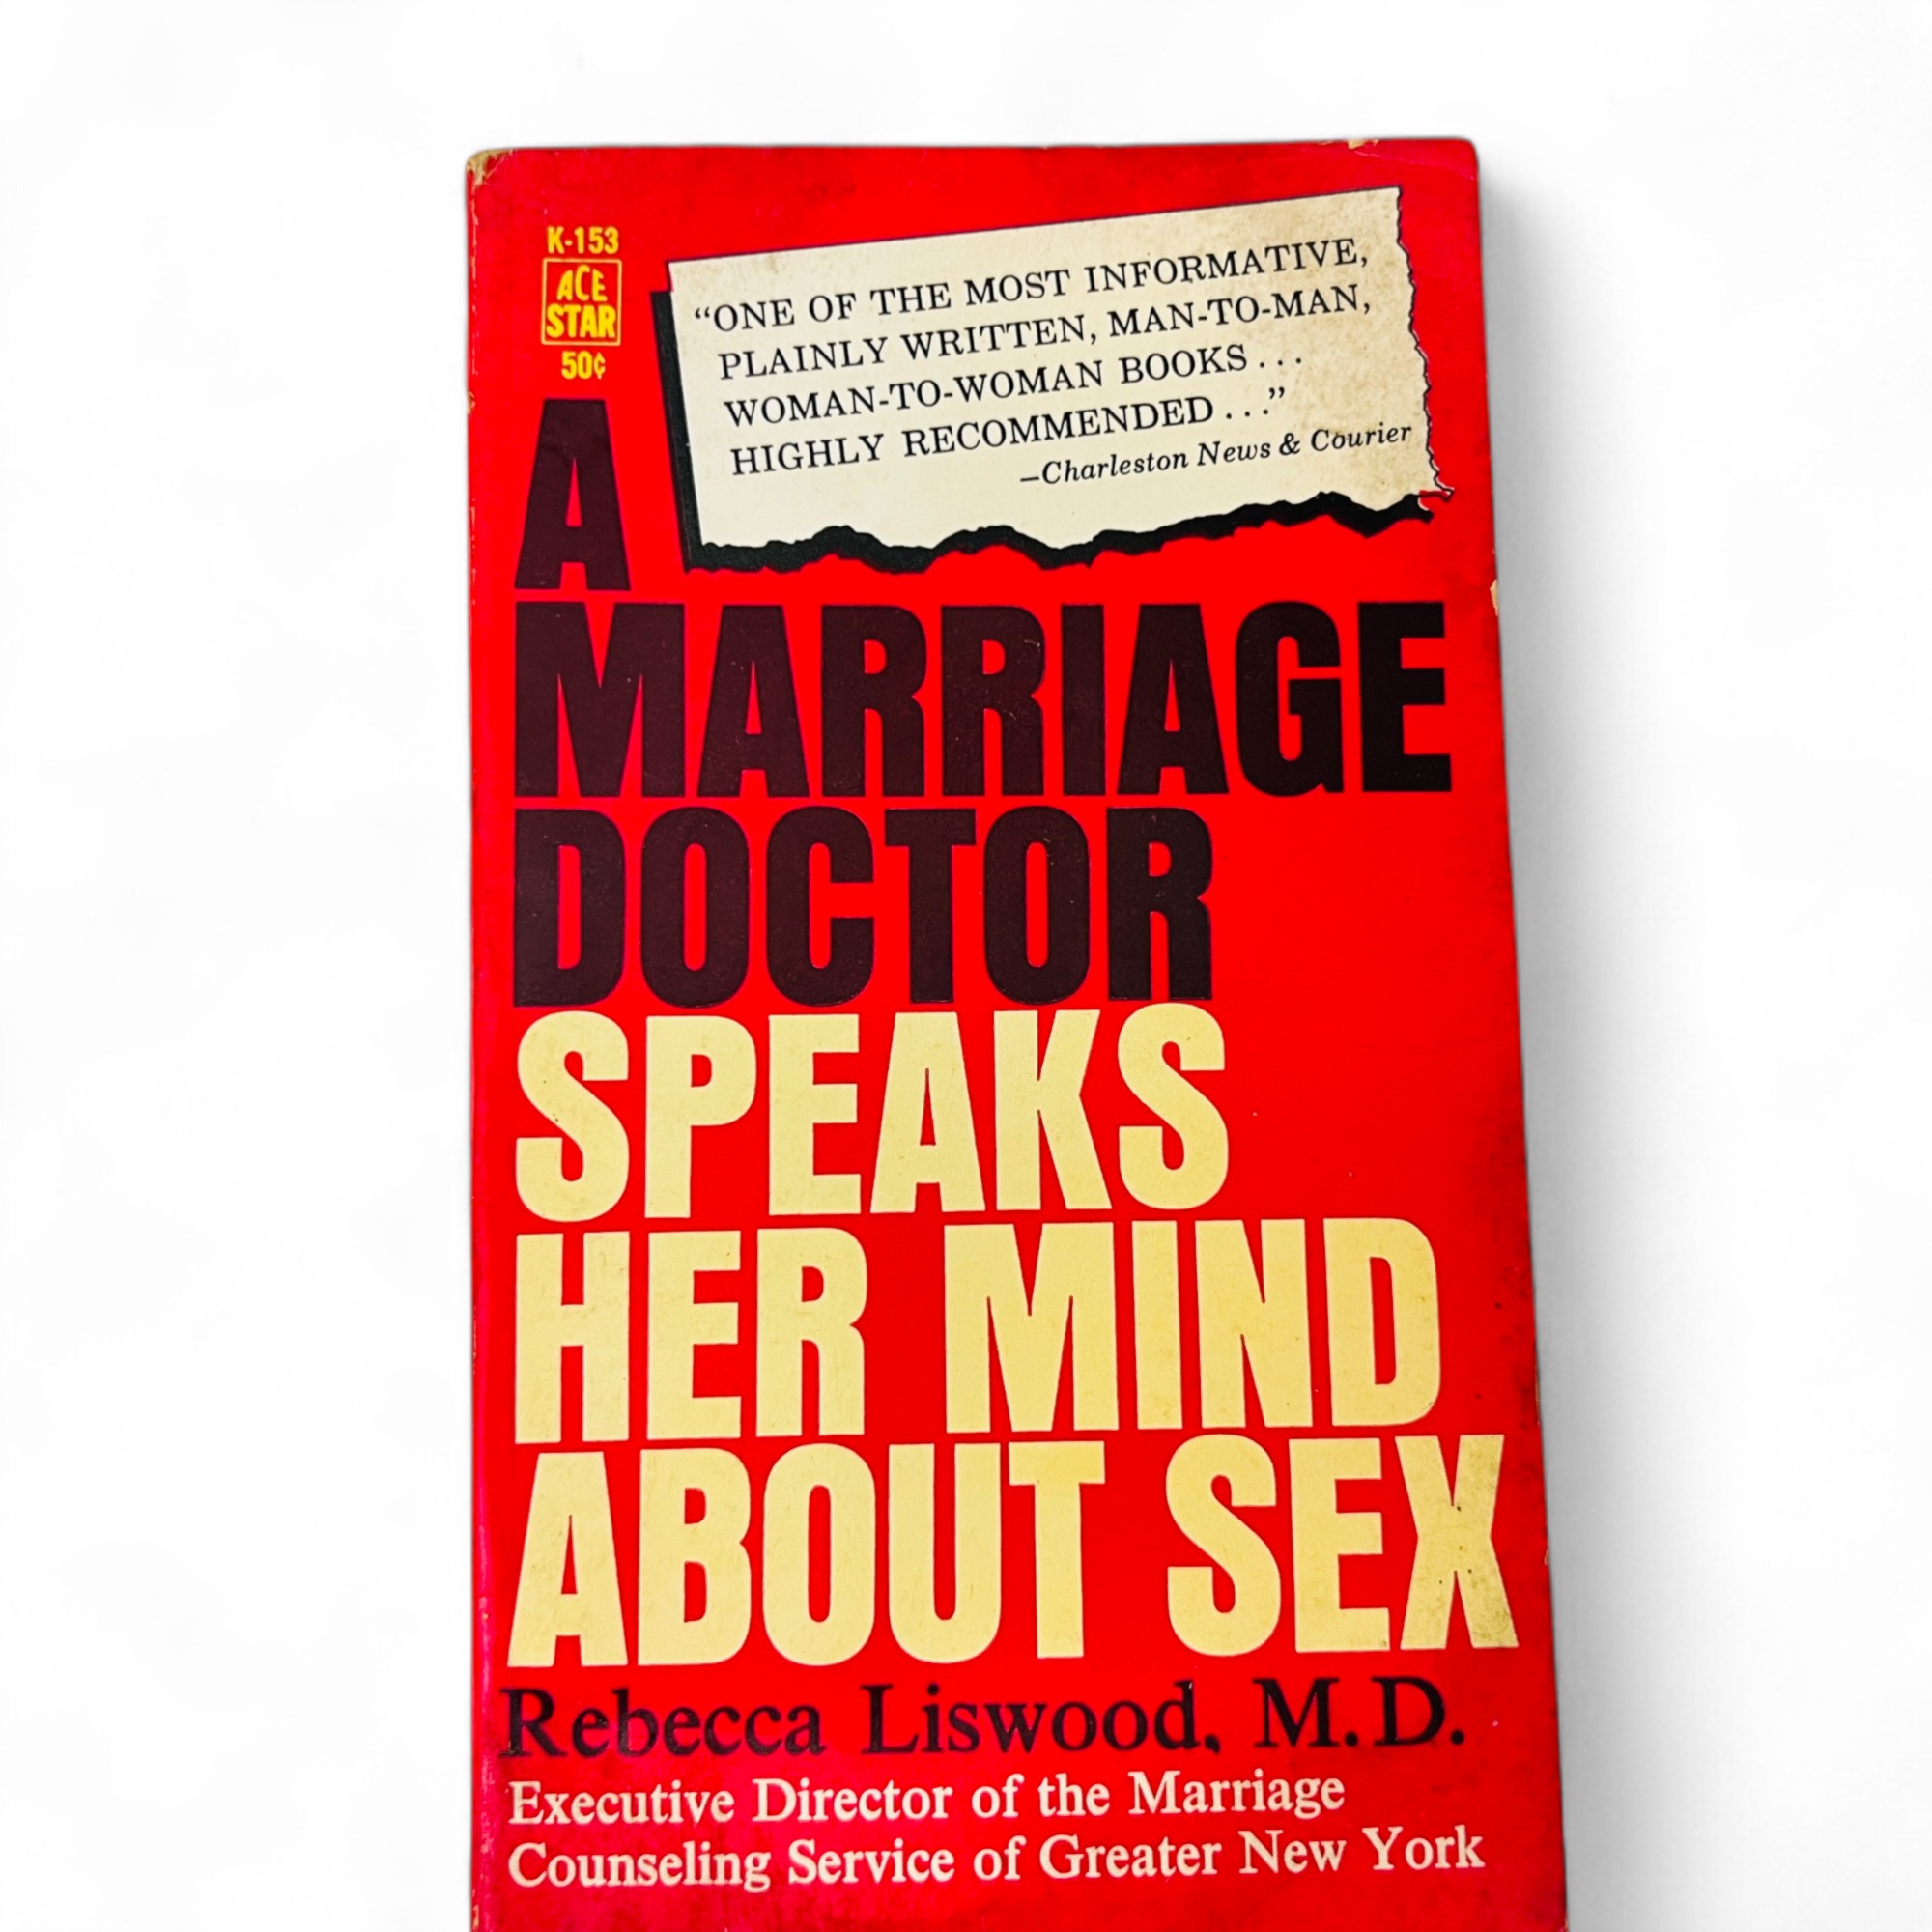 K-153
ACE
STAR
50¢
“ONE OF THE MOST INFORMATIVE,
PLAINLY WRITTEN, MAN-TO-MAN,
WOMAN-TO-WOMAN BOOKS . . .
HIGHLY RECOMMENDED . . .”
–Charleston News & Courier
A
MARRIAGE
DOCTOR
SPEAKS
HER MIND
ABOUT SEX
Rebecca Liswood, M.D.
Executive Director of the Marriage
Counseling Service of Greater New York